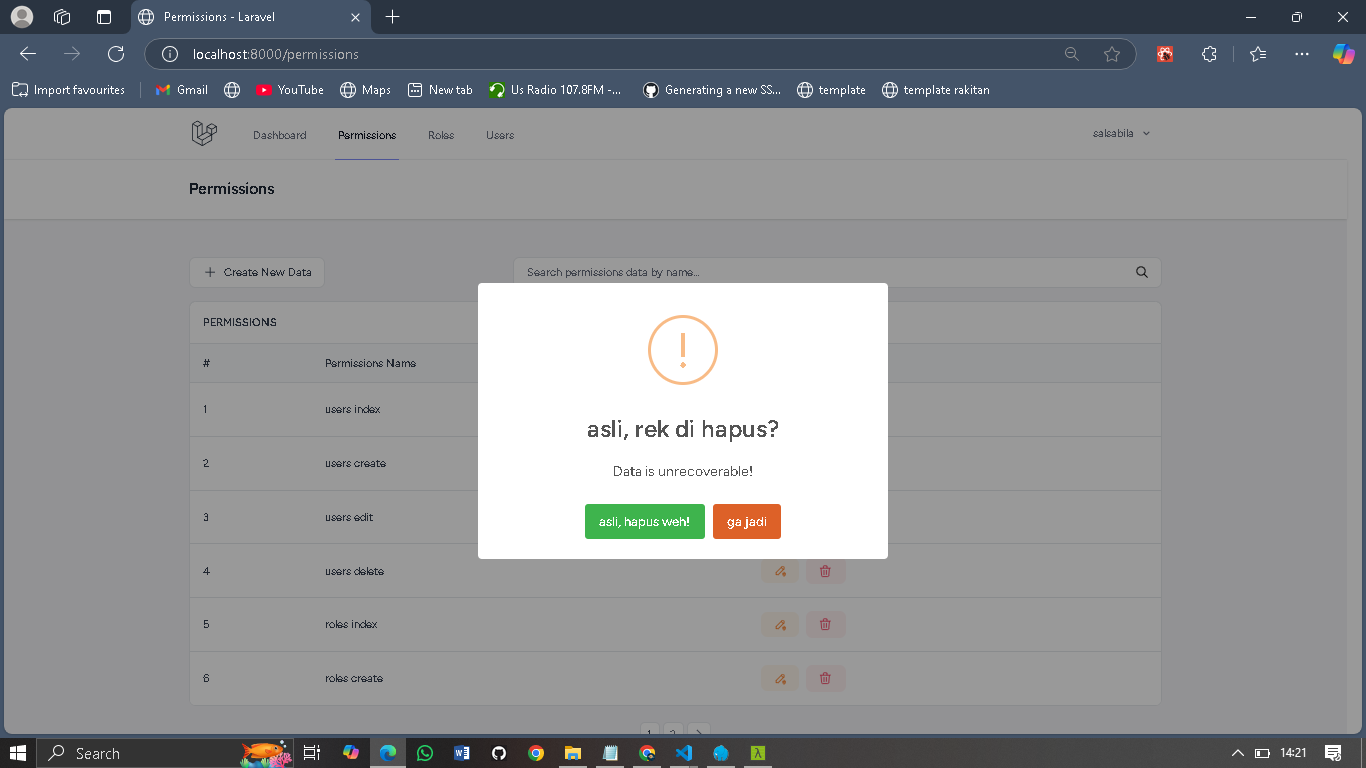 Permissions - Laravel
localhost:8000/permissions
Import favourites
Gmail
YouTube
Maps
New tab
Us Radio 107.8FM -...
Generating a new SS...
template
template rakitan
Dashboard
Permissions
Roles
Users
salsabila
Permissions
Create New Data
Search permissions data by name...
PERMISSIONS
# Permissions Name
1 users index
2 users create
3 users edit
4 users delete
5 roles index
6 roles create
asli, rek di hapus?
Data is unrecoverable!
asli, hapus weh!
ga jadi
1 2
Search
14:21